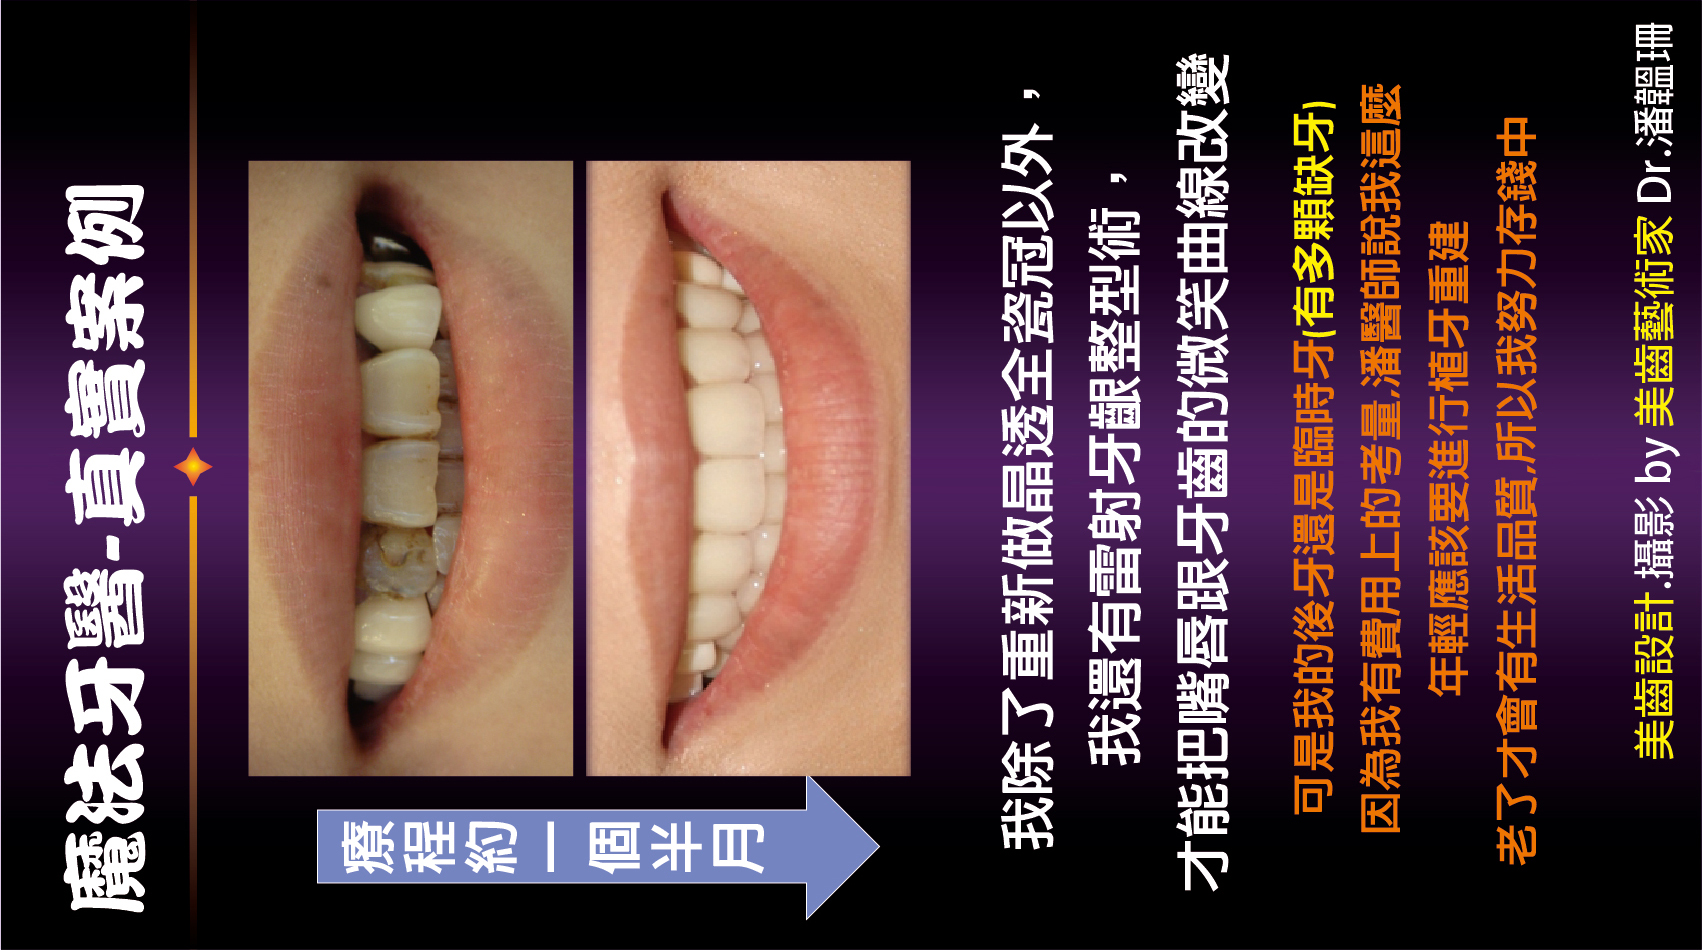 魔法牙醫-真實案例
療程約一個半月
我除了重新做晶透全瓷冠以外，
我還有雷射牙齦整型術，
才能把嘴唇跟牙齒的微笑曲線改變
可是我的後牙還是臨時牙(有多顆缺牙)
因為我有費用上的考量,潘醫師說我這麼
年輕應該要進行植牙重建
老了才會有生活品質,所以我努力存錢中
美齒設計.攝影 by 美齒藝術家 Dr.潘韞珊